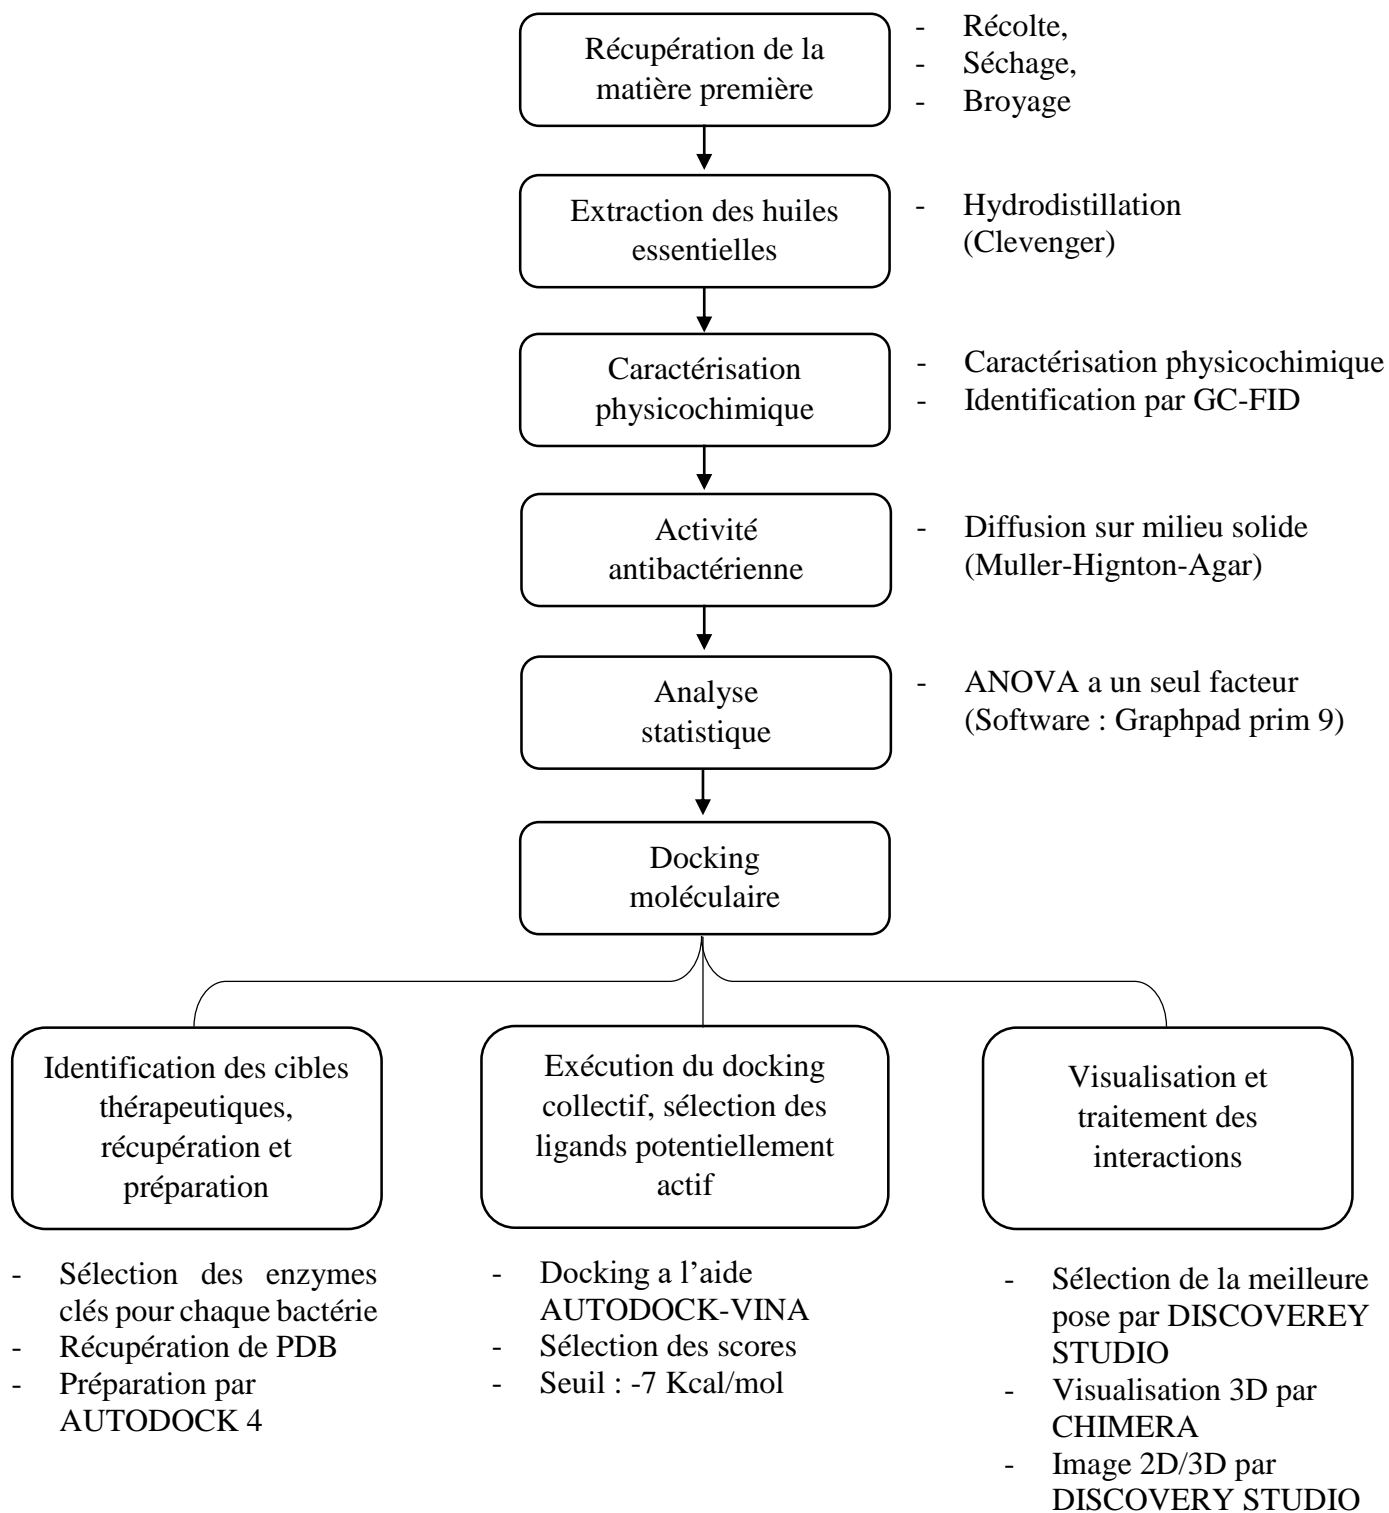 Récupération de la
matière première
- Récolte,
- Séchage,
- Broyage
Extraction des huiles
essentielles
- Hydrodistillation
(Clevenger)
Caractérisation
physicochimique
- Caractérisation physicochimique
- Identification par GC-FID
Activité
antibactérienne
- Diffusion sur milieu solide
(Muller-Hignton-Agar)
Analyse
statistique
- ANOVA a un seul facteur
(Software : Graphpad prim 9)
Docking
moléculaire
Identification des cibles
thérapeutiques,
récupération et
préparation
- Sélection des enzymes
clés pour chaque bactérie
- Récupération de PDB
- Préparation par
AUTODOCK 4
Exécution du docking
collectif, sélection des
ligands potentiellement
actif
- Docking a l’aide
AUTODOCK-VINA
- Sélection des scores
- Seuil : -7 Kcal/mol
Visualisation et
traitement des
interactions
- Sélection de la meilleure
pose par DISCOVEREY
STUDIO
- Visualisation 3D par
CHIMERA
- Image 2D/3D par
DISCOVERY STUDIO